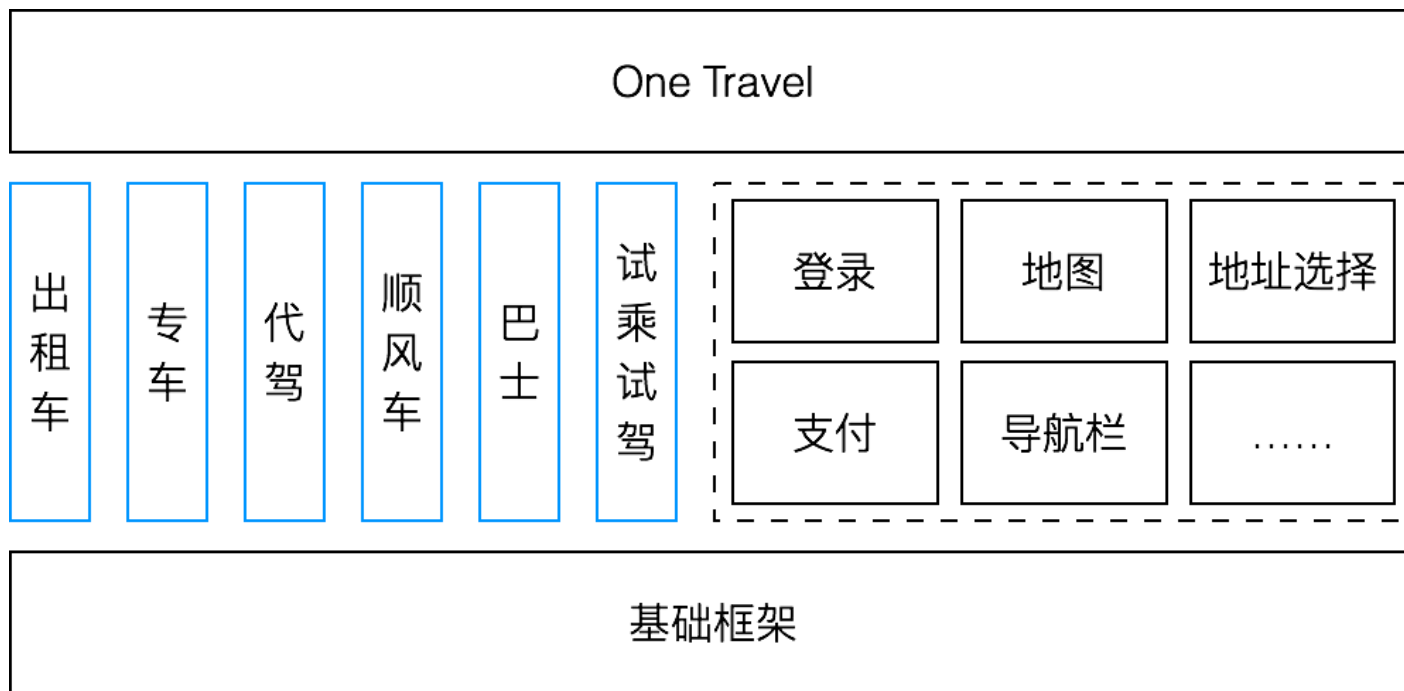 One Travel
出租车
专车
代驾
顺风车
巴士
试乘试驾
登录
地图
地址选择
支付
导航栏
……
基础框架